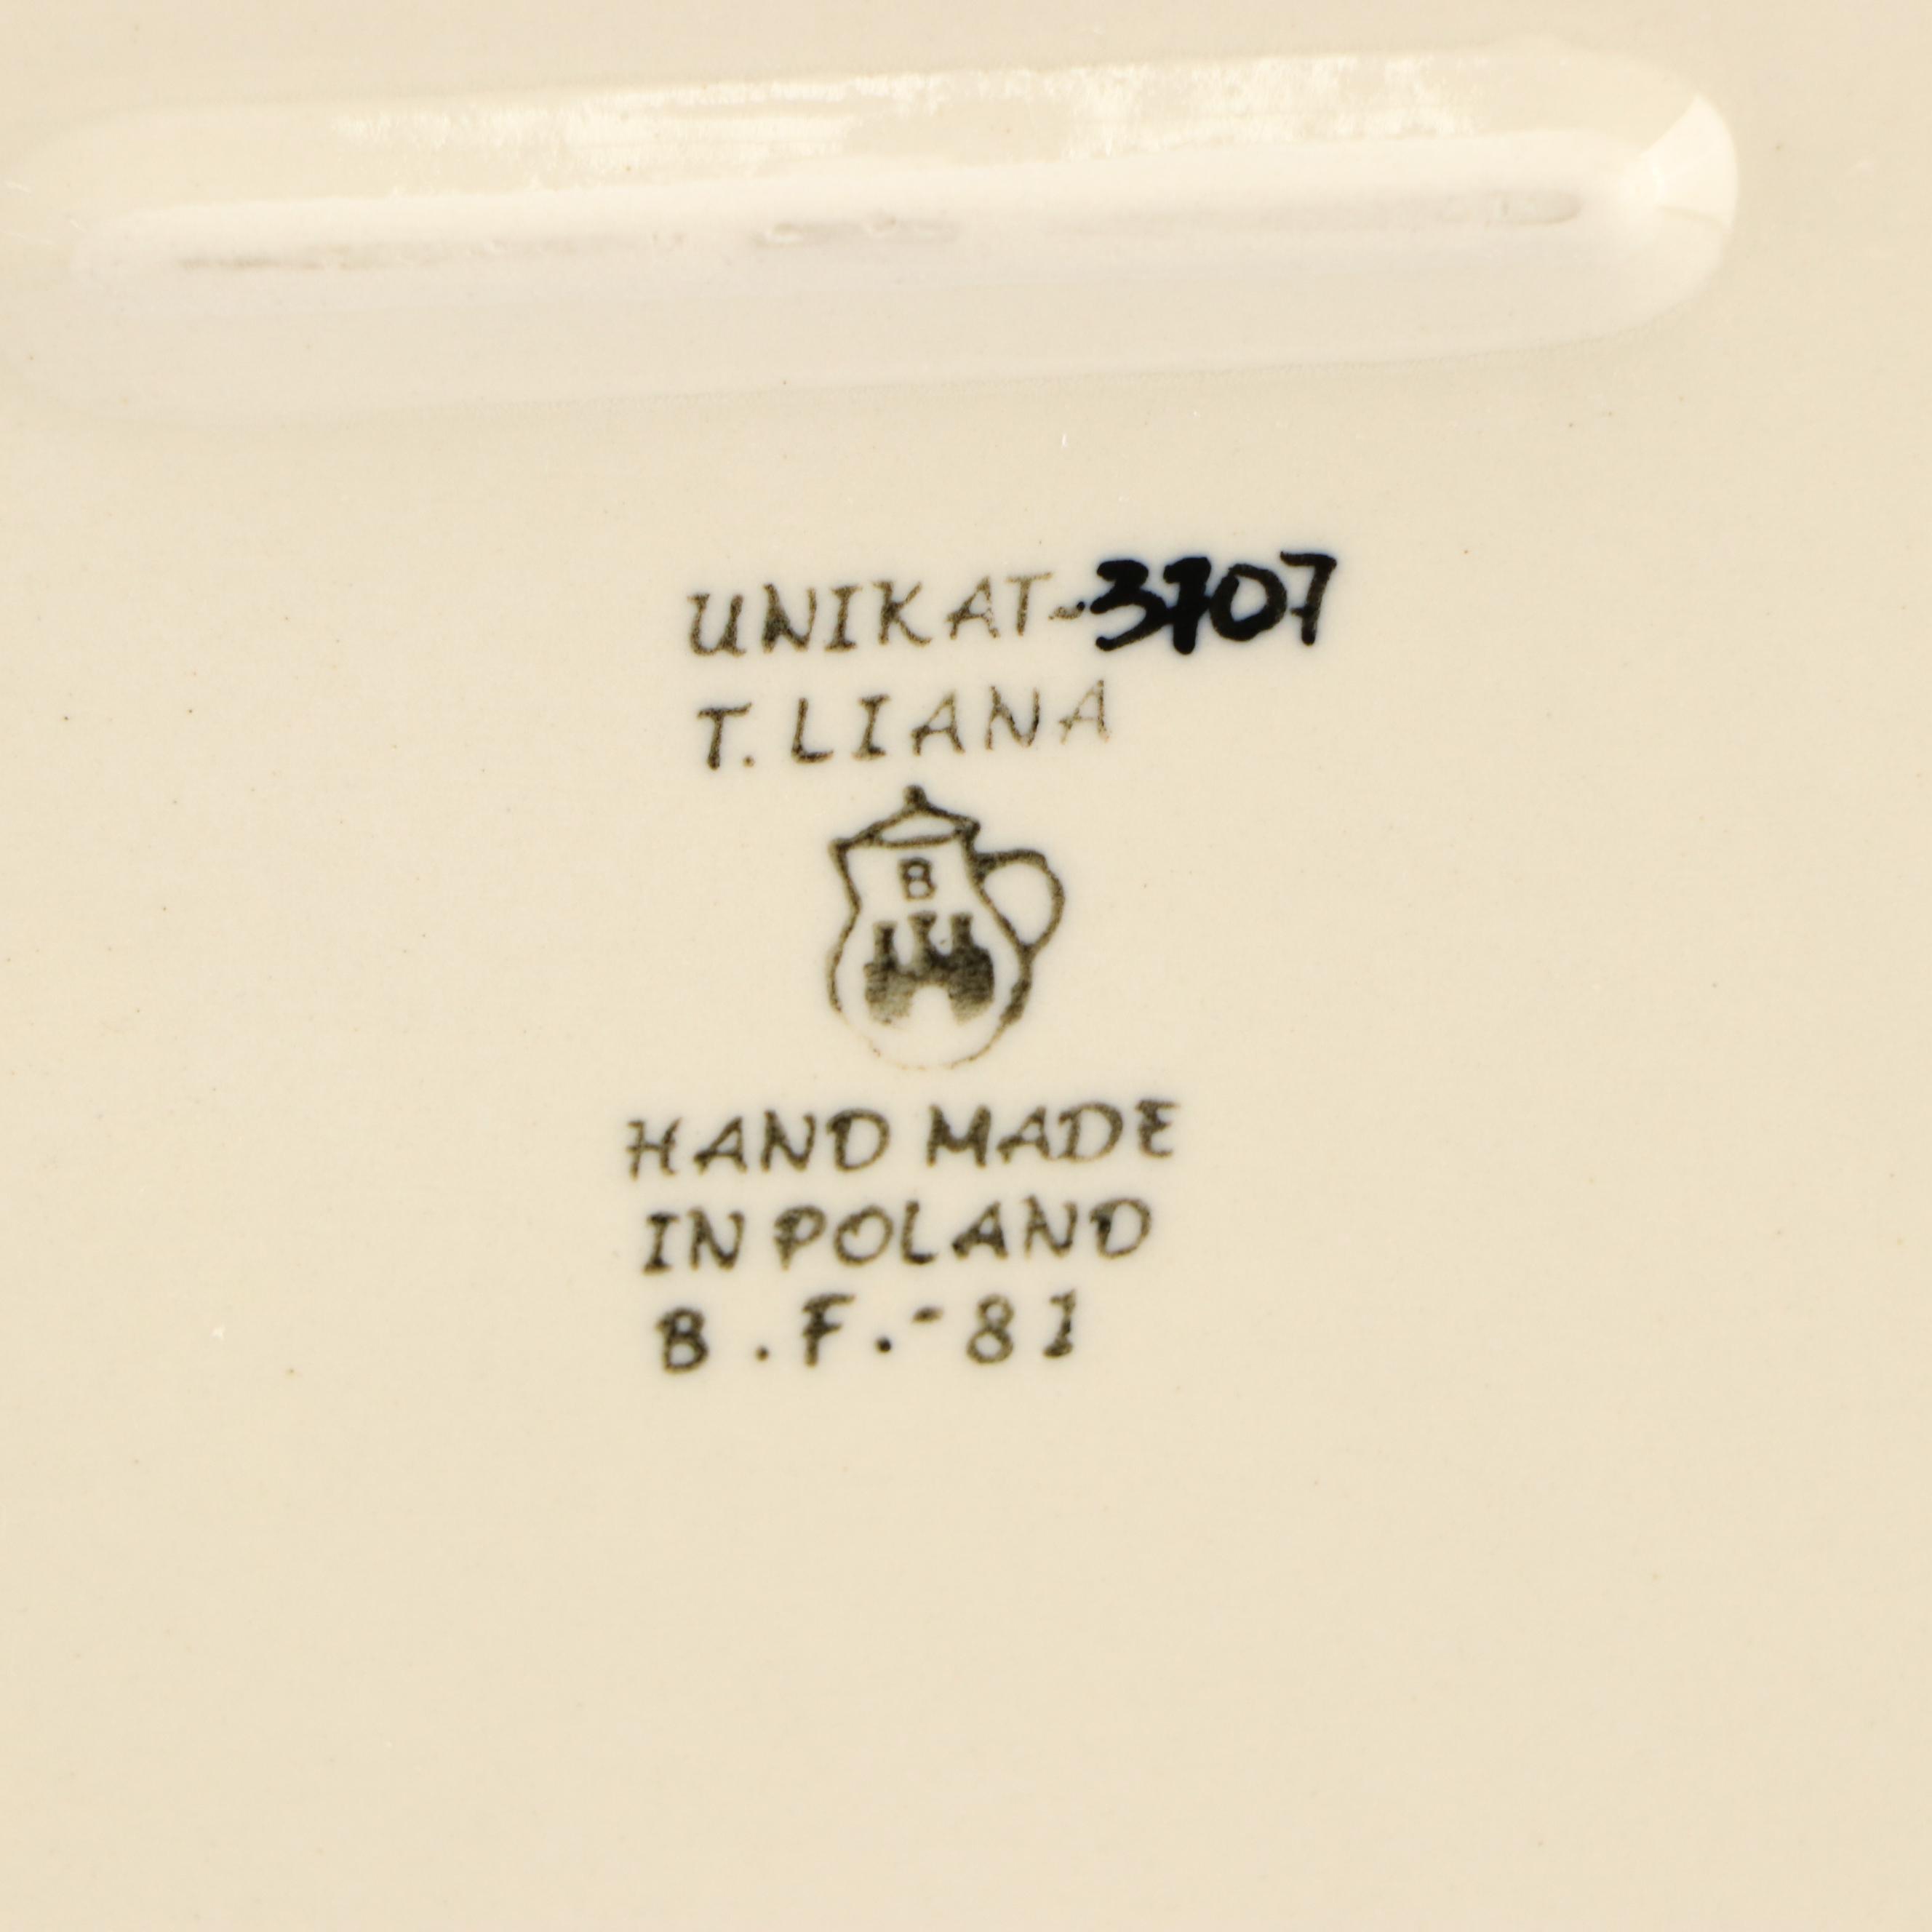 UNIKAT-3707
T. LIANA
B
HAND MADE
IN POLAND
B.F.-81